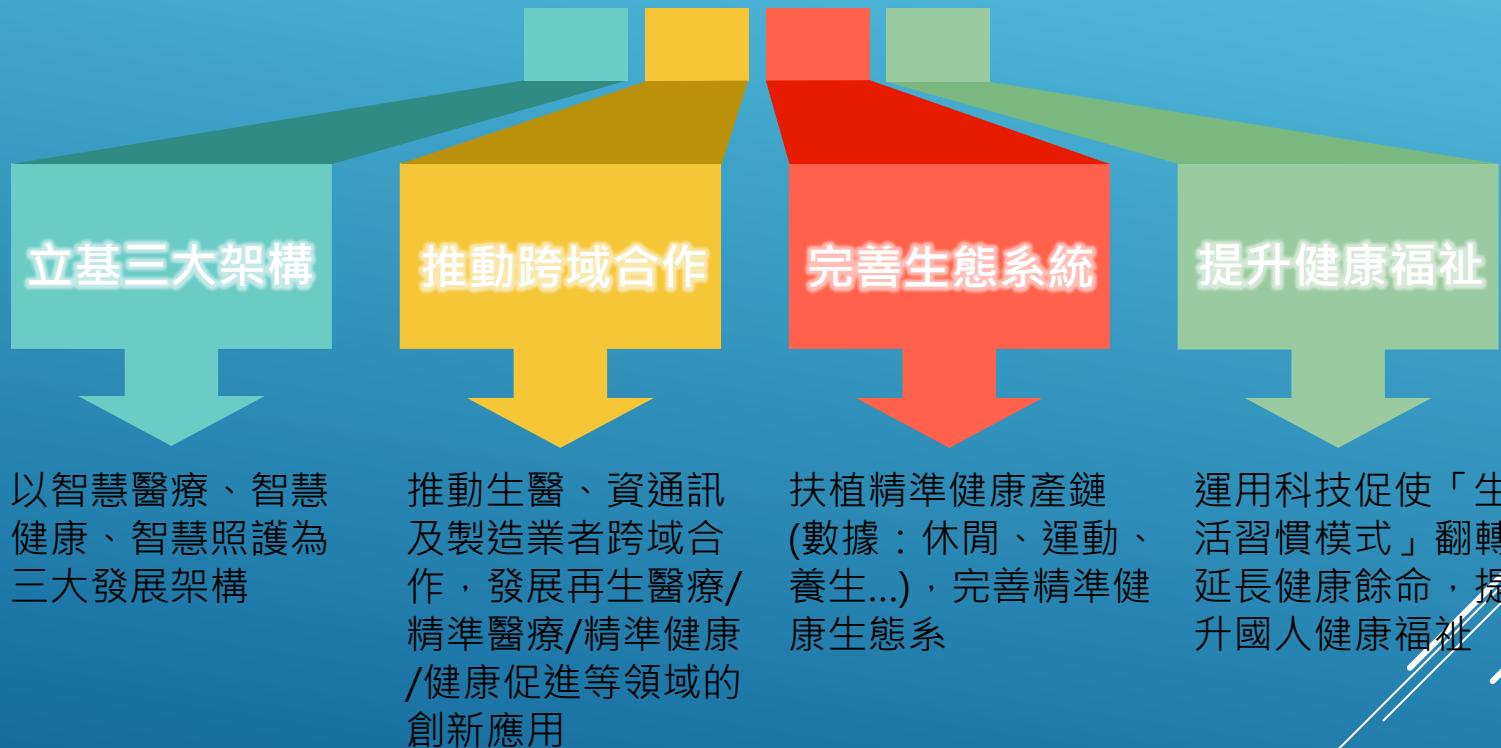 立基三大架構
以智慧醫療、智慧
健康、智慧照護為
三大發展架構
推動跨域合作
推動生醫、資通訊
及製造業者跨域合
作，發展再生醫療/
精準醫療/精準健康
/健康促進等領域的
創新應用
完善生態系統
扶植精準健康產鏈
(數據：休閒、運動、
養生...)，完善精準健
康生態系
提升健康福祉
運用科技促使「生
活習慣模式」翻轉
延長健康餘命，提
升國人健康福祉